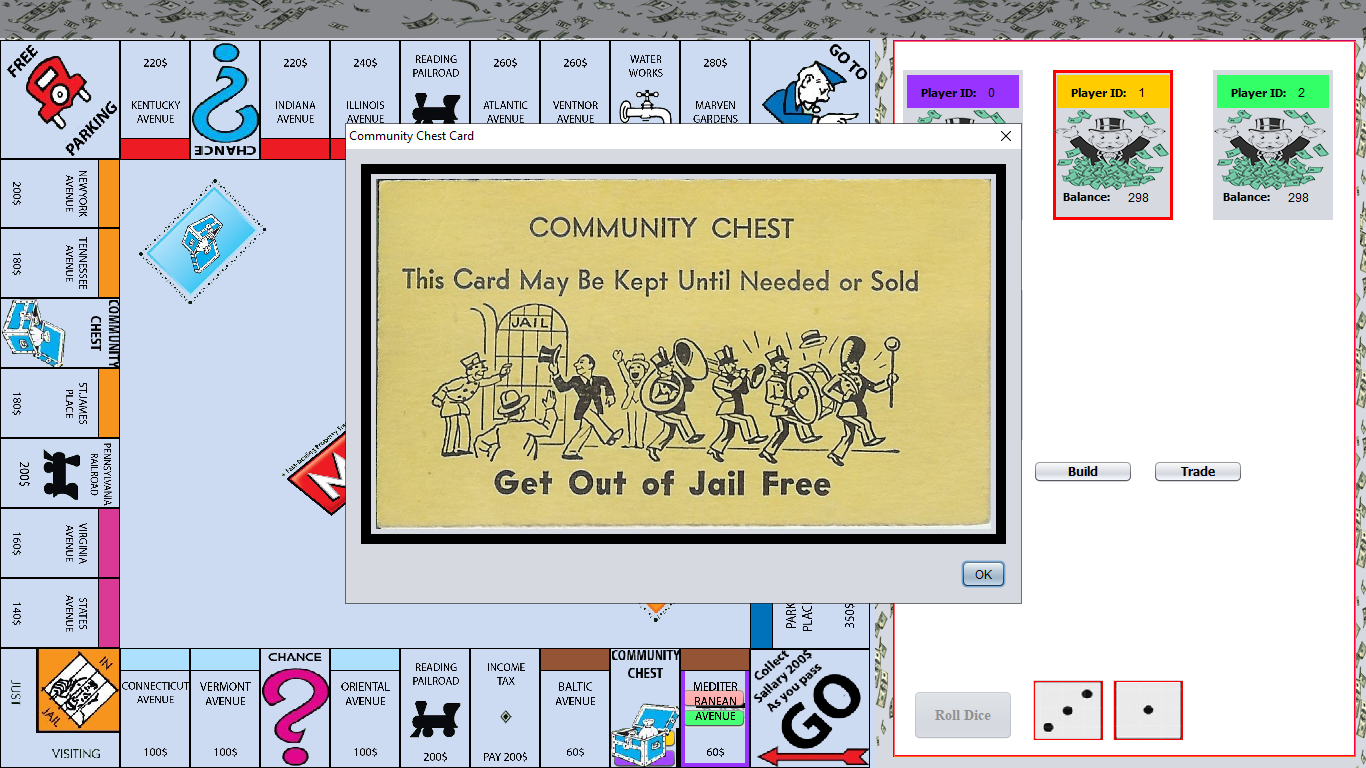 FREE
PARKING
220$
KENTUCKY
AVENUE
CHANCE
220$
INDIANA
AVENUE
240$
ILLINOIS
AVENUE
READING
PAILROAD
260$
ATLANTIC
AVENUE
260$
VENTNOR
AVENUE
WATER
WORKS
280$
MARVEN
GARDENS
GO TO
Player ID: 0
Player ID: 1
Balance: 298
Player ID: 2
Balance: 298
Community Chest Card
COMMUNITY CHEST
This Card May Be Kept Until Needed or Sold
JAIL
Get Out of Jail Free
OK
NEWYORK
AVENUE
200$
TENNESSEE
AVENUE
180$
COMMUNITY
CHEST
ST.JAMES
PLACE
180$
PENNSYLVANIA
RAILROAD
200$
VIRGINIA
AVENUE
160$
STATES
AVENUE
140$
M
Build
Trade
PARK
PLAC
350$
JUST
IN
JAIL
VISITING
CONNECTICUT
AVENUE
100$
VERMONT
AVENUE
100$
CHANCE
ORIENTAL
AVENUE
100$
READING
PAILROAD
200$
INCOME
TAX
PAY 200$
BALTIC
AVENUE
60$
COMMUNITY
CHEST
MEDITER
RANEAN
AVENUE
60$
Collect
Sallary 200$
As you pass
GO
Roll Dice